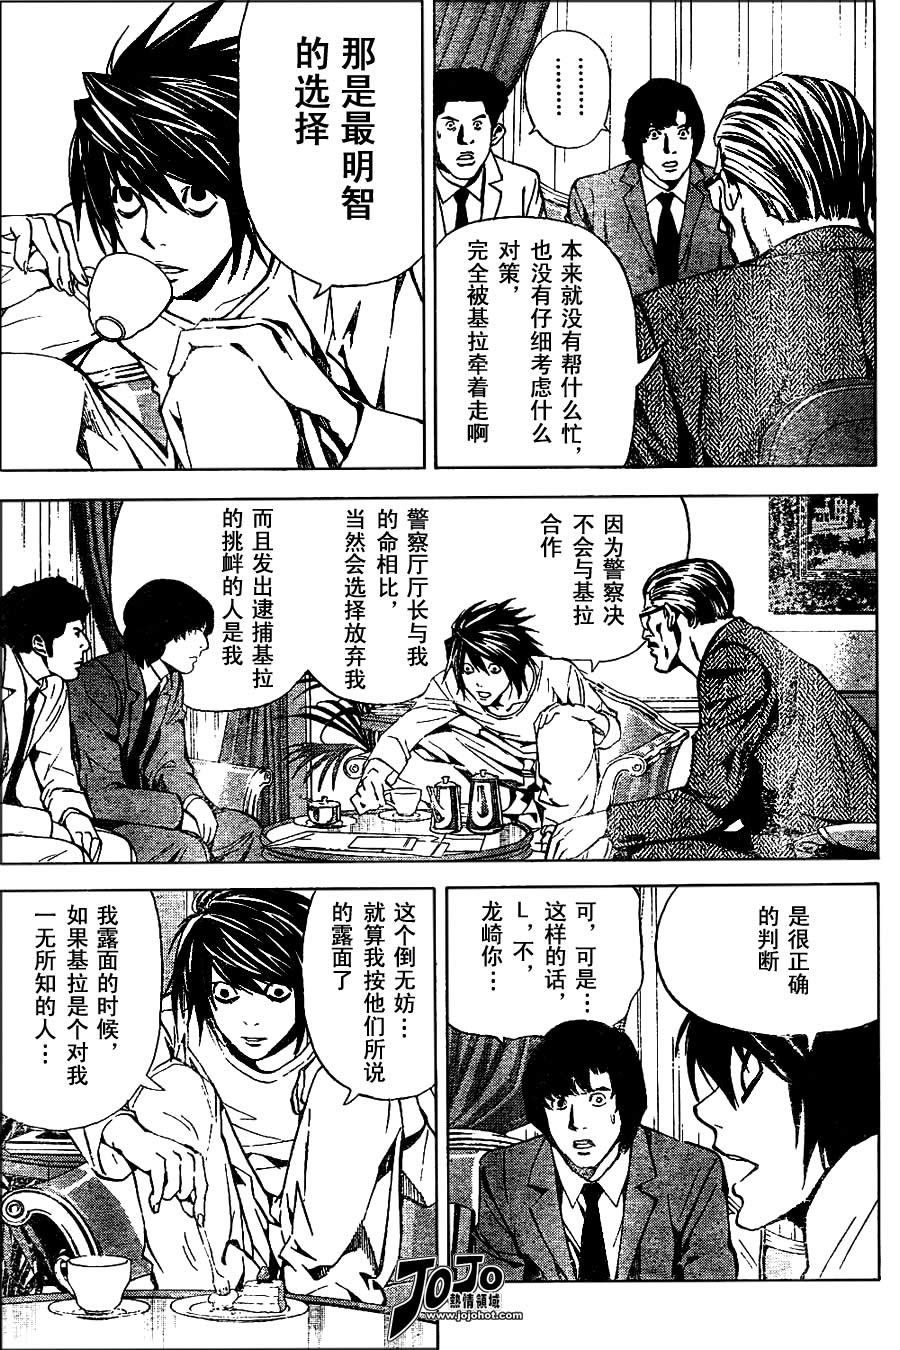 …………
本来就没有帮什么忙，
也没有仔细考虑什么
对策，
完全被基拉牵着走啊
那是最明智
的选择
因为警察决
不会与基拉
合作
警察厅厅长与我
的命相比，
当然会选择放弃我
而且发出逮捕基拉
的挑衅的人是我
是很正确
的判断
可，可是…
这样的话，
L，不，
龙崎你…
这个倒无妨…
就算我按他们所说
的露面了
我露面的时候，
如果基拉是个对我
一无所知的人…
JOJO
熱情領域
www.jojohot.com